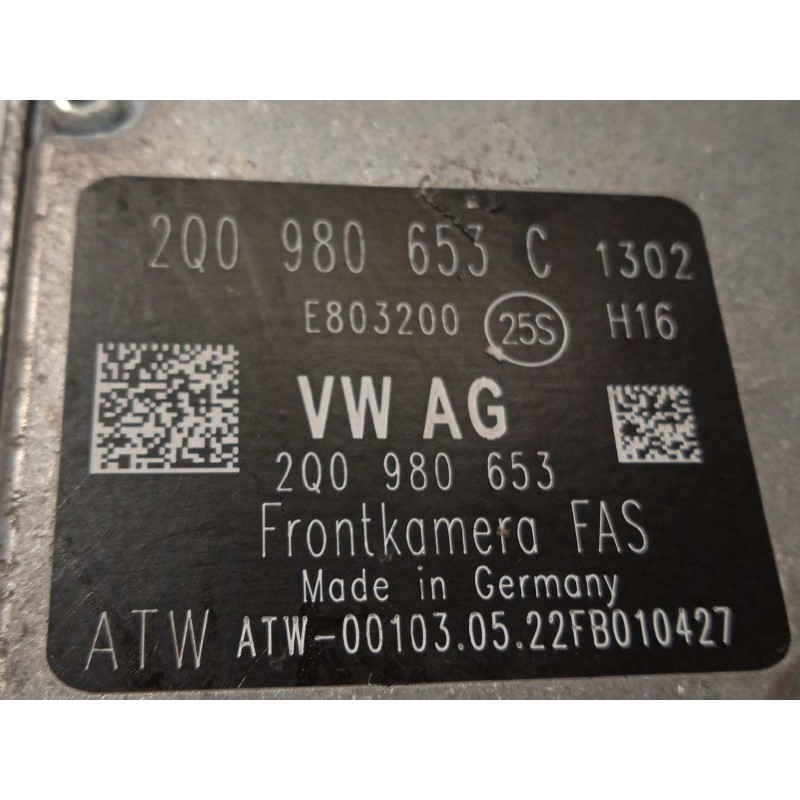 2Q0 980 653 C 1302
E803200 25S H16
VW AG
2Q0 980 653
Frontkamera FAS
Made in Germany
ATW ATW-00103.05.22FB010427